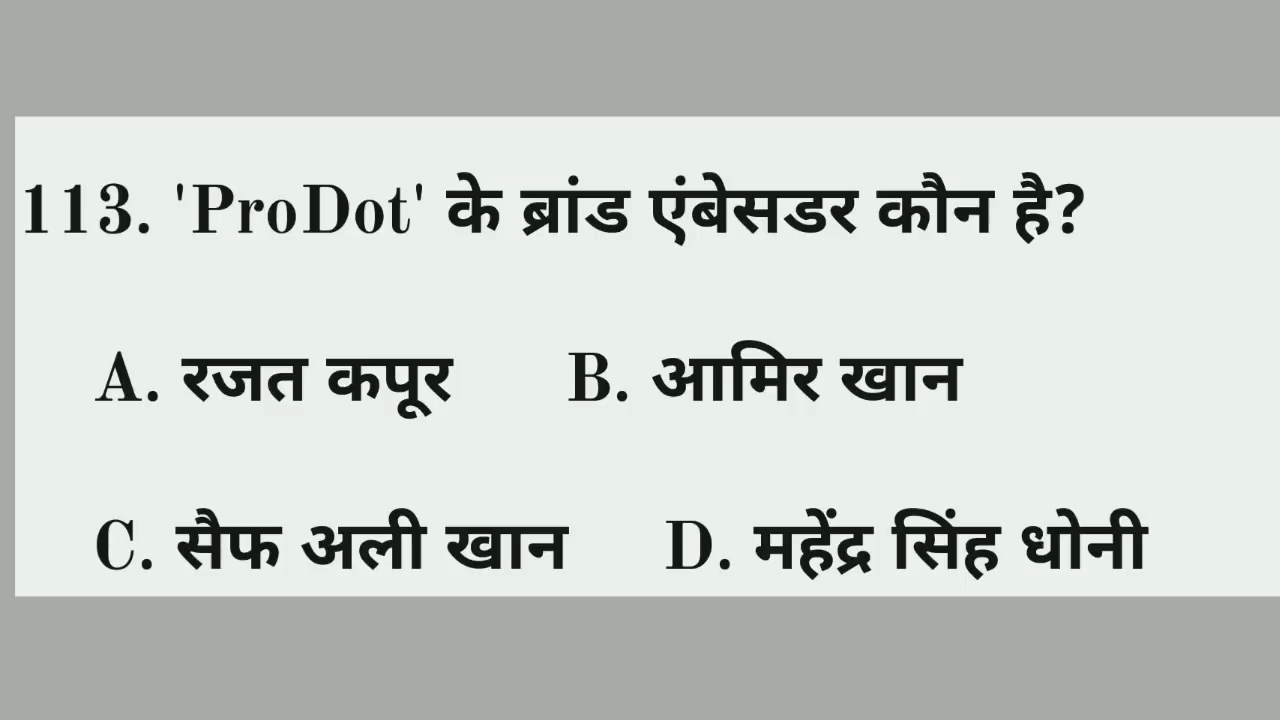 113. 'ProDot' के ब्रांड एंबेसडर कौन है?
A. रजत कपूर B. आमिर खान
C. सैफ अली खान D. महेंद्र सिंह धोनी